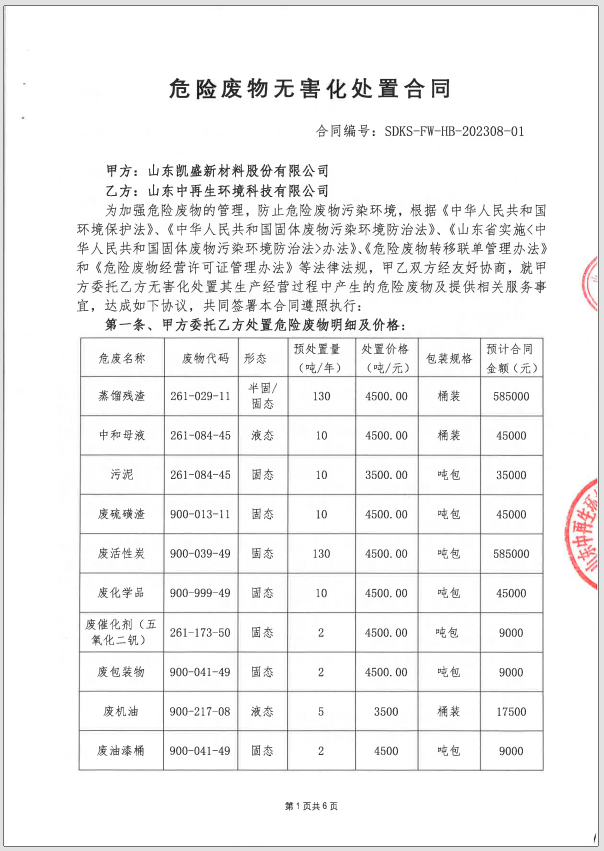 危险废物无害化处置合同
合同编号：SDKS-FW-HB-202308-01
甲方：山东凯盛新材料股份有限公司
乙方：山东中再生环境科技有限公司
为加强危险废物的管理，防止危险废物污染环境，根据《中华人民共和国
环境保护法》、《中华人民共和国固体废物污染环境防治法》、《山东省实施<中
华人民共和国固体废物污染环境防治法>办法》、《危险废物转移联单管理办法》
和《危险废物经营许可证管理办法》等法律法规，甲乙双方经友好协商，就甲
方委托乙方无害化处置其生产经营过程中产生的危险废物及提供相关服务事
宜，达成如下协议，共同签署本合同遵照执行：
第一条、甲方委托乙方处置危险废物明细及价格：
危废名称 废物代码 形态 预处置量（吨/年） 处置价格（吨/元） 包装规格 预计合同金额（元）
蒸馏残渣 261-029-11 半固/固态 130 4500.00 桶装 585000
中和母液 261-084-45 液态 10 4500.00 桶装 45000
污泥 261-084-45 固态 10 3500.00 吨包 35000
废硫磺渣 900-013-11 固态 10 4500.00 吨包 45000
废活性炭 900-039-49 固态 130 4500.00 吨包 585000
废化学品 900-999-49 固态 10 4500.00 吨包 45000
废催化剂（五氧化二钒） 261-173-50 固态 2 4500.00 吨包 9000
废包装物 900-041-49 固态 2 4500.00 吨包 9000
废机油 900-217-08 液态 5 3500 桶装 17500
废油漆桶 900-041-49 固态 2 4500 吨包 9000
第 1 页共 6 页
山东中再生环